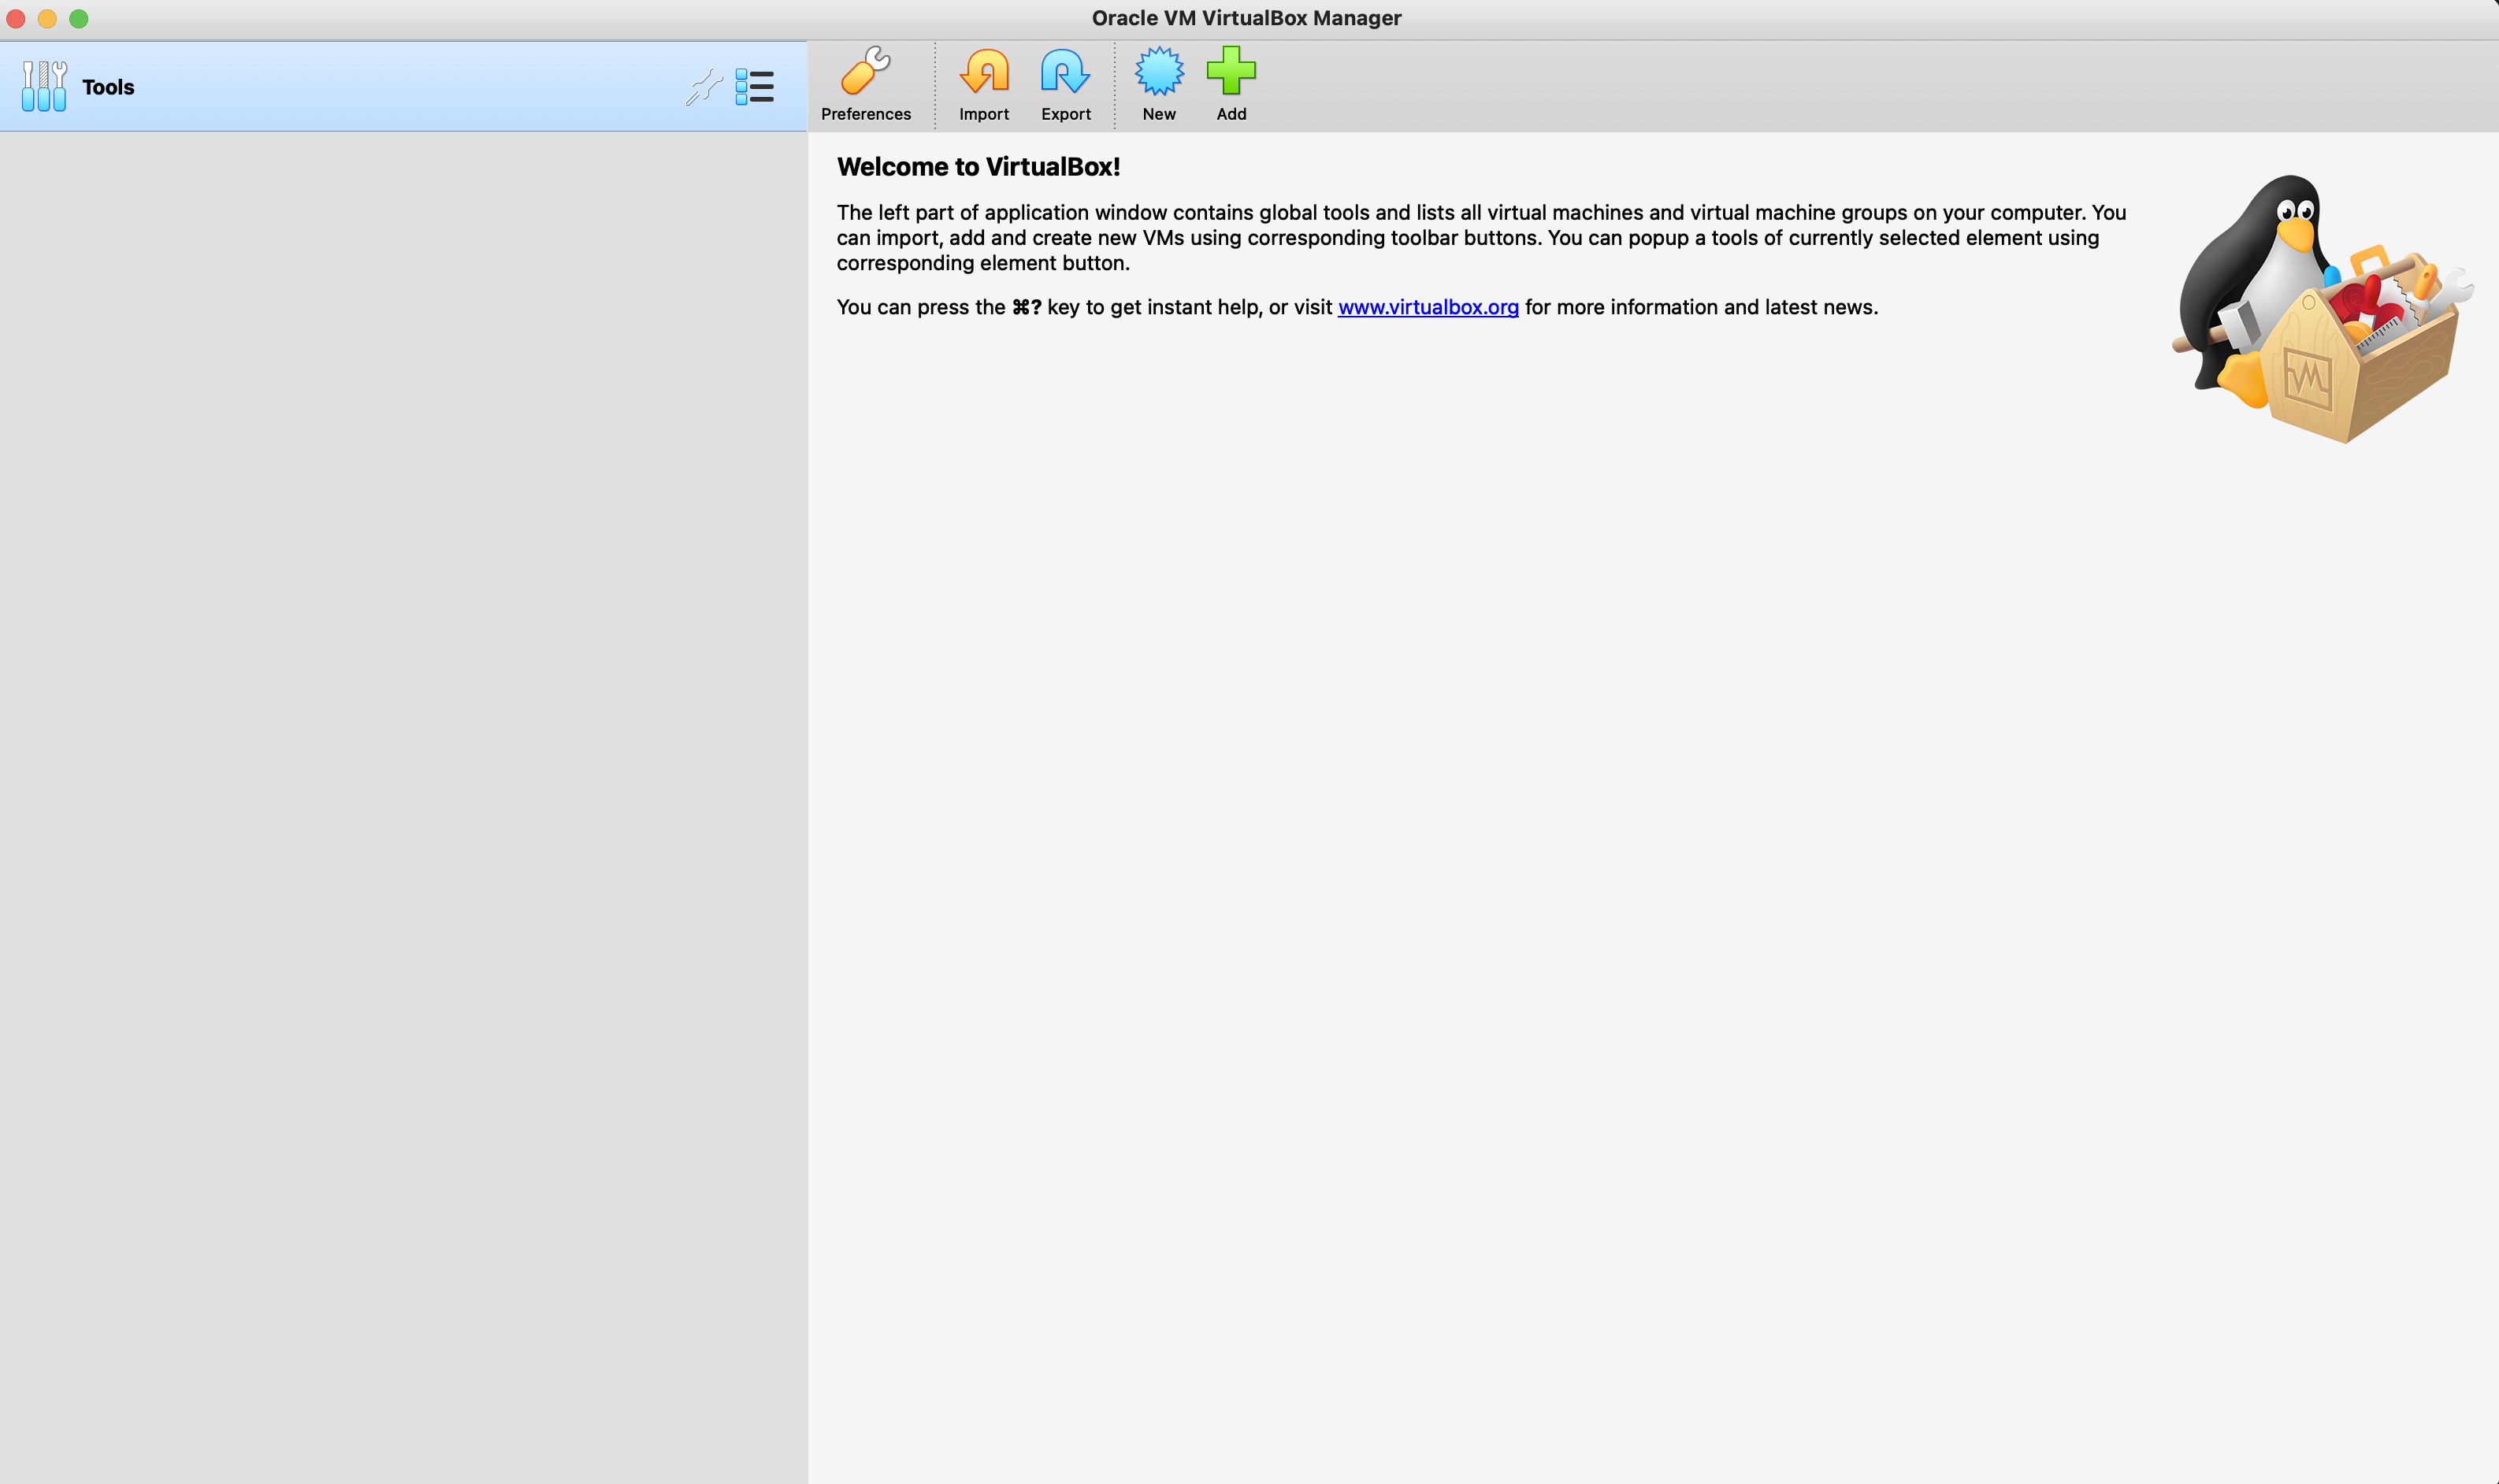 Oracle VM VirtualBox Manager
Tools
Preferences
Import
Export
New
Add
Welcome to VirtualBox!
The left part of application window contains global tools and lists all virtual machines and virtual machine groups on your computer. You
can import, add and create new VMs using corresponding toolbar buttons. You can popup a tools of currently selected element using
corresponding element button.
You can press the ⌘? key to get instant help, or visit www.virtualbox.org for more information and latest news.